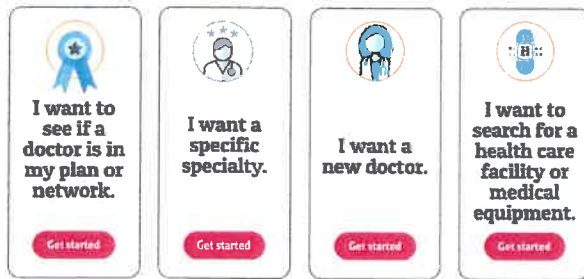 I want to
see if a
doctor is in
my plan or
network.
Get started
I want a
specific
specialty.
Get started
I want a
new doctor.
Get started
H
I want to
search for a
health care
facility or
medical
equipment.
Get started